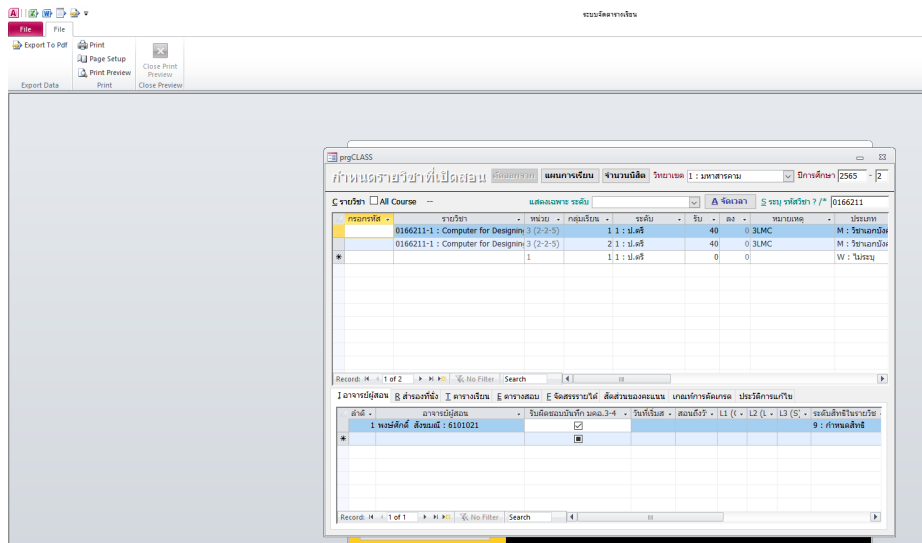 ระบบจัดตารางเรียน
File File
Export To Pdf Print
Page Setup
Print Preview
Close Print Preview
Export Data Print Close Preview
prgCLASS
กำหนดรายวิชาที่เปิดสอน แผนการเรียน จำนวนนิสิต วิทยาเขต 1 : มหาสารคาม ปีการศึกษา 2565 - 2
C รายวิชา All Course -- แสดงเฉพาะ ระดับ A จัดเวลา S ระบุ รหัสวิชา ? /* 0166211
กรอกรหัส รายวิชา หน่วย กลุ่มเรียน ระดับ รับ ลง หมายเหตุ ประเภท
0166211-1 : Computer for Designing 3 (2-2-5) 1 1 : ป.ตรี 40 0 3LMC M : วิชาเอกบัง
0166211-1 : Computer for Designing 3 (2-2-5) 2 1 : ป.ตรี 40 0 3LMC M : วิชาเอกบัง
1 1 1 : ป.ตรี 0 0 W : ไม่ระบุ
Record: 1 of 2 No Filter Search
I อาจารย์ผู้สอน R สำรองที่นั่ง T ตารางเรียน E ตารางสอบ F จัดสรรรายได้ สัดส่วนของคะแนน เกณฑ์การตัดเกรด ประวัติการแก้ไข
ลำดั อาจารย์ผู้สอน รับผิดชอบบันทึก มคอ.3-4 วันที่เริ่มส สอนถึงวั L1 (C L2 (L L3 (S) ระดับสิทธิ์ในรายวิช
1 พงษ์ศักดิ์ สังขมณี : 6101021 9 : กำหนดสิทธิ์
Record: 1 of 1 No Filter Search